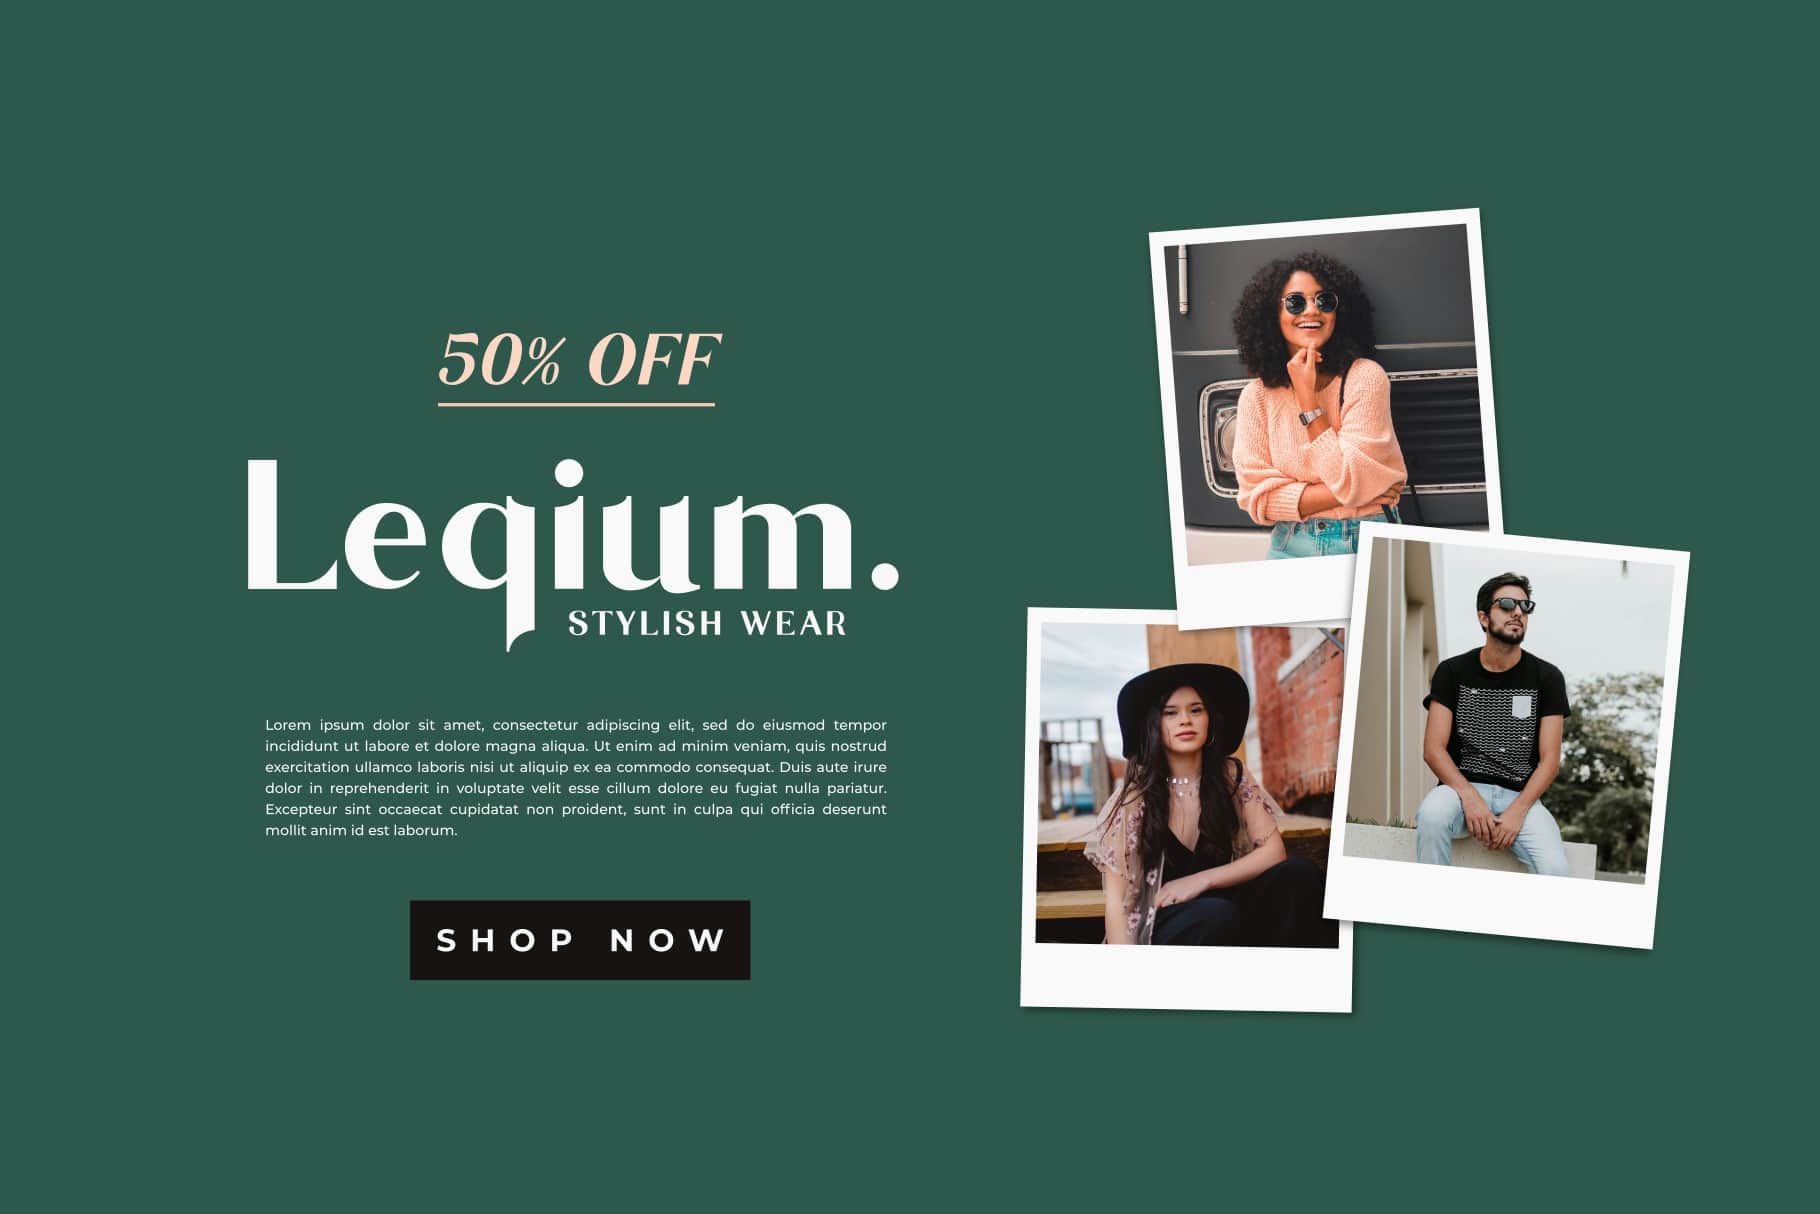 50% OFF
Leqium.
STYLISH WEAR
Lorem ipsum dolor sit amet, consectetur adipiscing elit, sed do eiusmod tempor
incididunt ut labore et dolore magna aliqua. Ut enim ad minim veniam, quis nostrud
exercitation ullamco laboris nisi ut aliquip ex ea commodo consequat. Duis aute irure
dolor in reprehenderit in voluptate velit esse cillum dolore eu fugiat nulla pariatur.
Excepteur sint occaecat cupidatat non proident, sunt in culpa qui officia deserunt
mollit anim id est laborum.
SHOP NOW